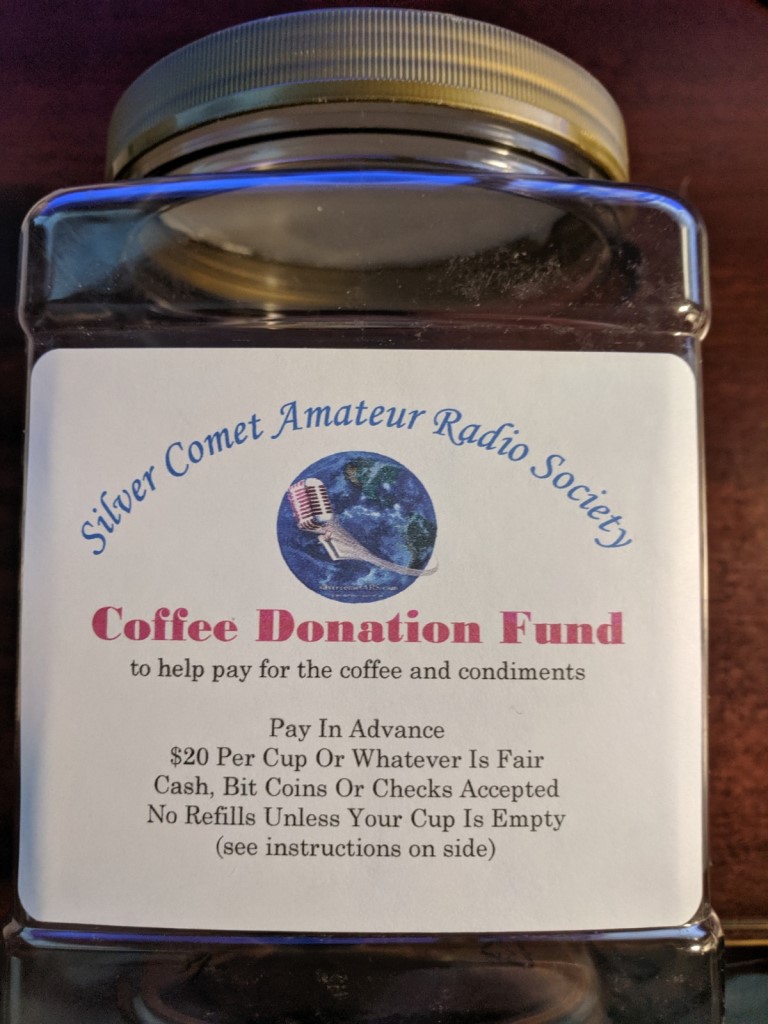 Silver Comet Amateur Radio Society
Coffee Donation Fund
to help pay for the coffee and condiments
Pay In Advance
$20 Per Cup Or Whatever Is Fair
Cash, Bit Coins Or Checks Accepted
No Refills Unless Your Cup Is Empty
(see instructions on side)